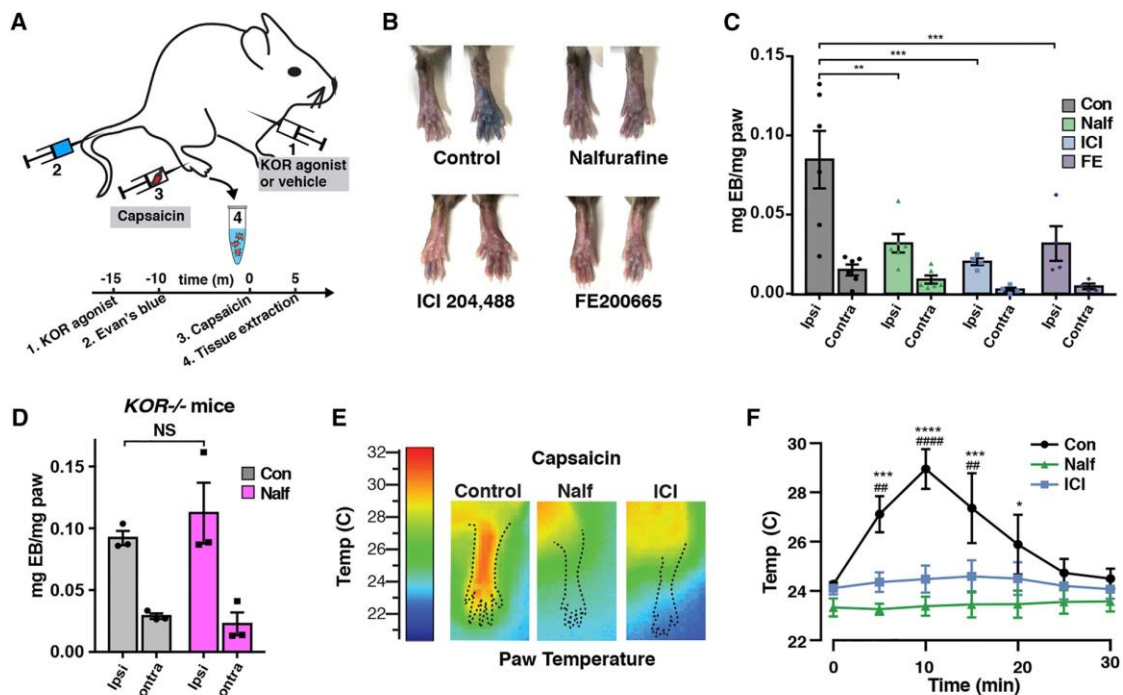 A
2
3
1
KOR agonist
or vehicle
Capsaicin
4
-15
-10
time (m)
0
5
1. KOR agonist
2. Evan's blue
3. Capsaicin
4. Tissue extraction
B
Control
Nalfurafine
ICI 204,488
FE200665
C
***
***
**
Con
Nalf
ICI
FE
mg EB/mg paw
0.15
0.10
0.05
0.00
Ipsi
Contra
Ipsi
Contra
Ipsi
Contra
Ipsi
Contra
D
KOR-/- mice
NS
Con
Nalf
mg EB/mg paw
0.15
0.10
0.05
0.00
Ipsi
ontra
Ipsi
Contra
E
Capsaicin
Control
Nalf
ICI
Temp (C)
32
30
28
26
24
22
Paw Temperature
F
Con
Nalf
ICI
****
####
***
##
***
##
*
Temp (C)
30
28
26
24
22
0
10
20
30
Time (min)